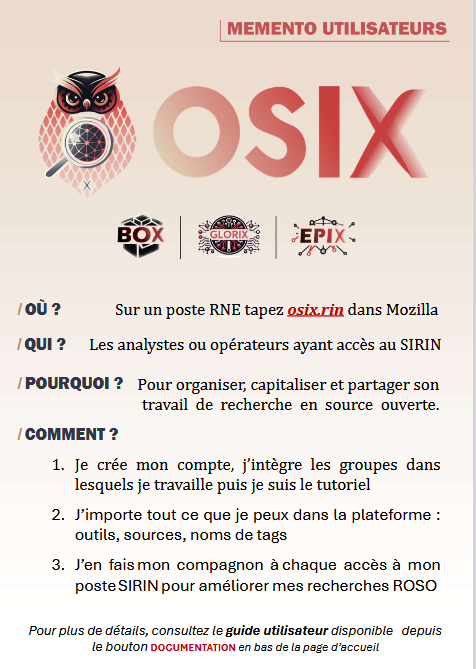 MEMENTO UTILISATEURS
OSIX
BOX
GLORIX
EPIX
/ OÙ ? Sur un poste RNE tapez osix.rin dans Mozilla
/ QUI ? Les analystes ou opérateurs ayant accès au SIRIN
/ POURQUOI ? Pour organiser, capitaliser et partager son
travail de recherche en source ouverte.
/ COMMENT ?
1. Je crée mon compte, j'intègre les groupes dans
lesquels je travaille puis je suis le tutoriel
2. J'importe tout ce que je peux dans la plateforme :
outils, sources, noms de tags
3. J'en fais mon compagnon à chaque accès à mon
poste SIRIN pour améliorer mes recherches ROSO
Pour plus de détails, consultez le guide utilisateur disponible depuis
le bouton DOCUMENTATION en bas de la page d'accueil